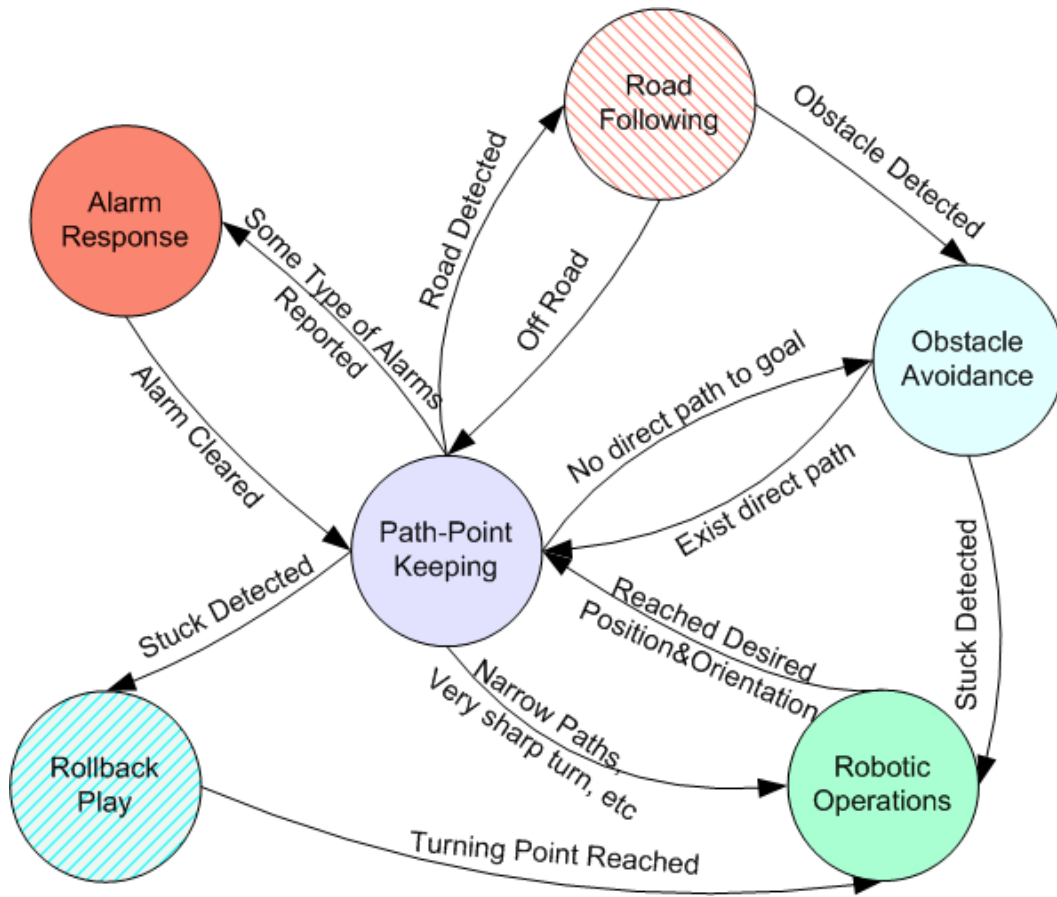 Road
Following
Obstacle Detected
Alarm
Response
Some Type of Alarms
Reported
Road Detected
Off Road
Obstacle
Avoidance
Alarm Cleared
No direct path to goal
Exist direct path
Path-Point
Keeping
Stuck Detected
Reached Desired
Position&Orientation
Stuck Detected
Narrow Paths,
Very sharp turn, etc
Rollback
Play
Robotic
Operations
Turning Point Reached